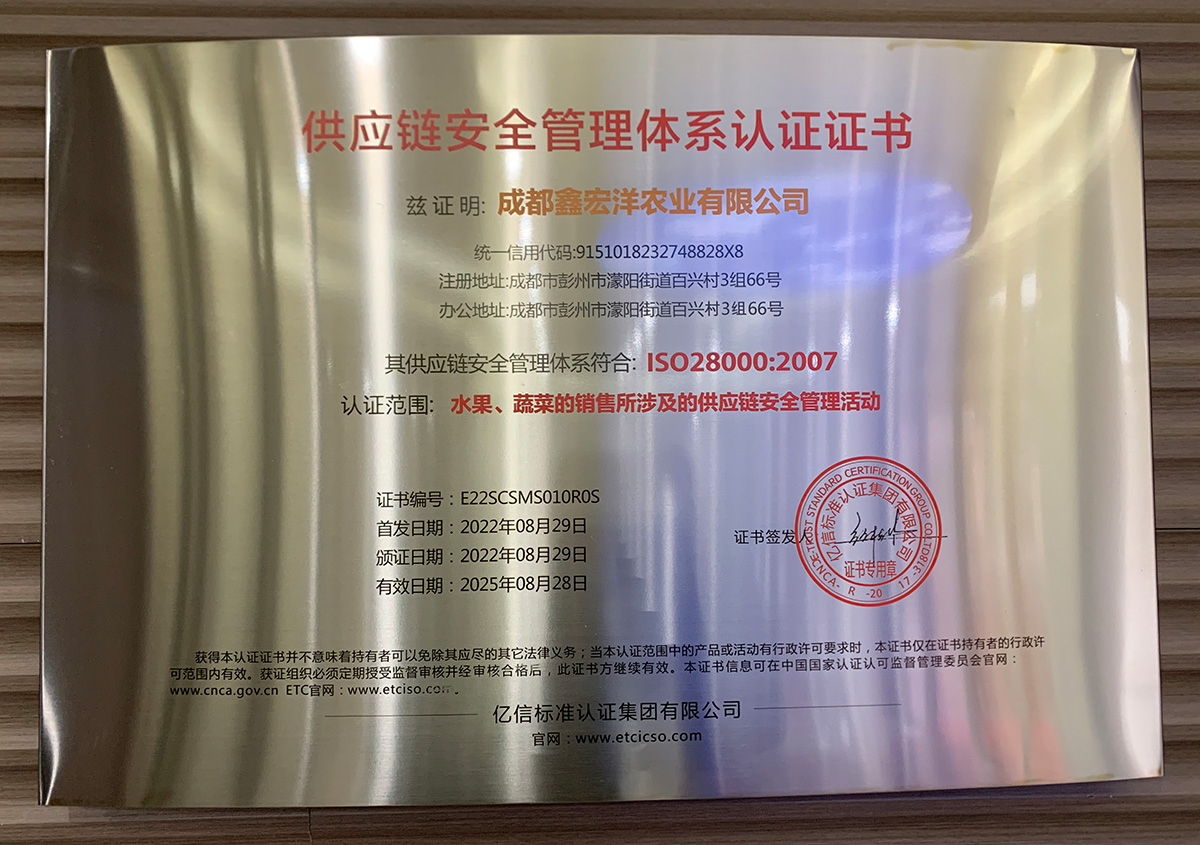 供应链安全管理体系认证证书
兹证明: 成都鑫宏洋农业有限公司
统一信用代码:9151018232748828X8
注册地址:成都市彭州市濛阳街道百兴村3组66号
办公地址:成都市彭州市濛阳街道百兴村3组66号
其供应链安全管理体系符合: ISO28000:2007
认证范围: 水果、蔬菜的销售所涉及的供应链安全管理活动
证书编号：E22SCSMS010R0S
首发日期：2022年08月29日
颁证日期：2022年08月29日
有效日期：2025年08月28日
证书签发人
E-TRUST STANDARD CERTIFICATION GROUP CO.,LTD
亿信标准认证集团有限公司
证书专用章
CNCA-R-2017-318
获得本认证证书并不意味着持有者可以免除其应尽的其它法律义务；当本认证范围中的产品或活动有行政许可要求时，本证书仅在证书持有者的行政许
可范围内有效。获证组织必须定期授受监督审核并经审核合格后，此证书方继续有效。本证书信息可在中国国家认证认可监督管理委员会官网：
www.cnca.gov.cn ETC官网：www.etciso.com。
亿信标准认证集团有限公司
官网：www.etcicso.com